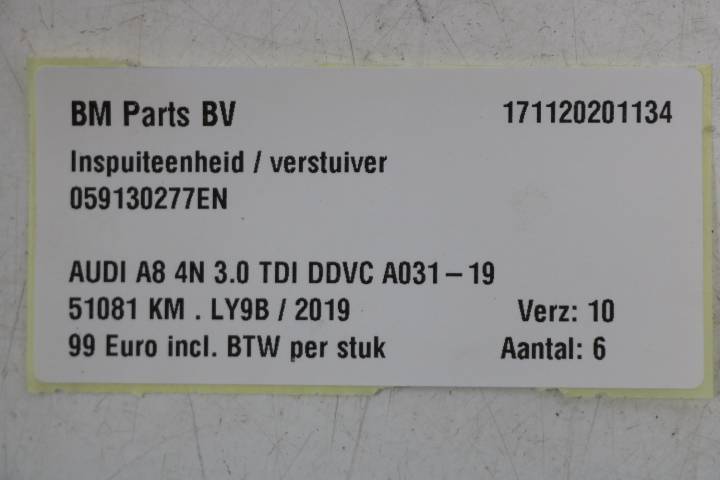 BM Parts BV 171120201134
Inspuiteenheid / verstuiver
059130277EN
AUDI A8 4N 3.0 TDI DDVC A031-19
51081 KM . LY9B / 2019 Verz: 10
99 Euro incl. BTW per stuk Aantal: 6